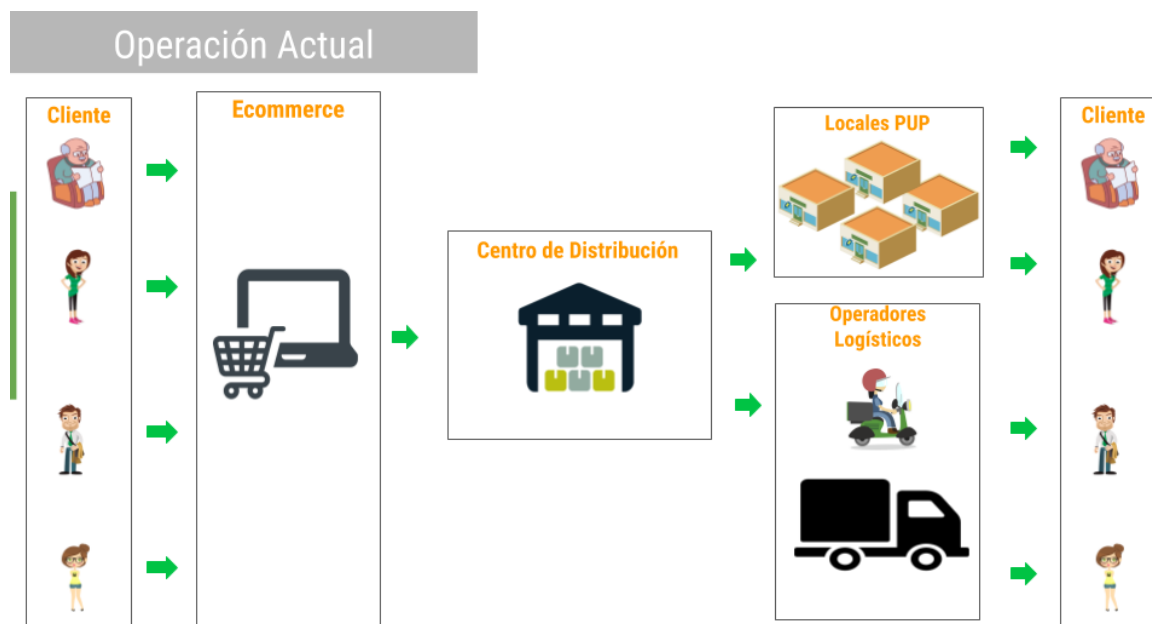 Operación Actual
Cliente
Ecommerce
Centro de Distribución
Locales PUP
Operadores
Logísticos
Cliente